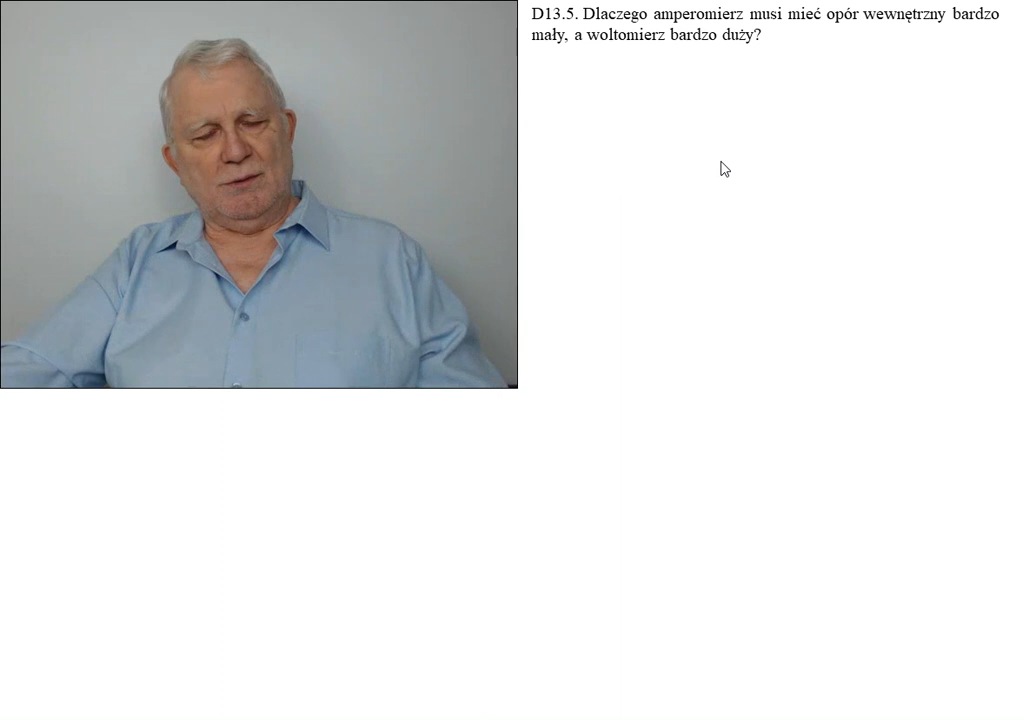 D13.5. Dlaczego amperomierz musi mieć opór wewnętrzny bardzo
mały, a woltomierz bardzo duży?